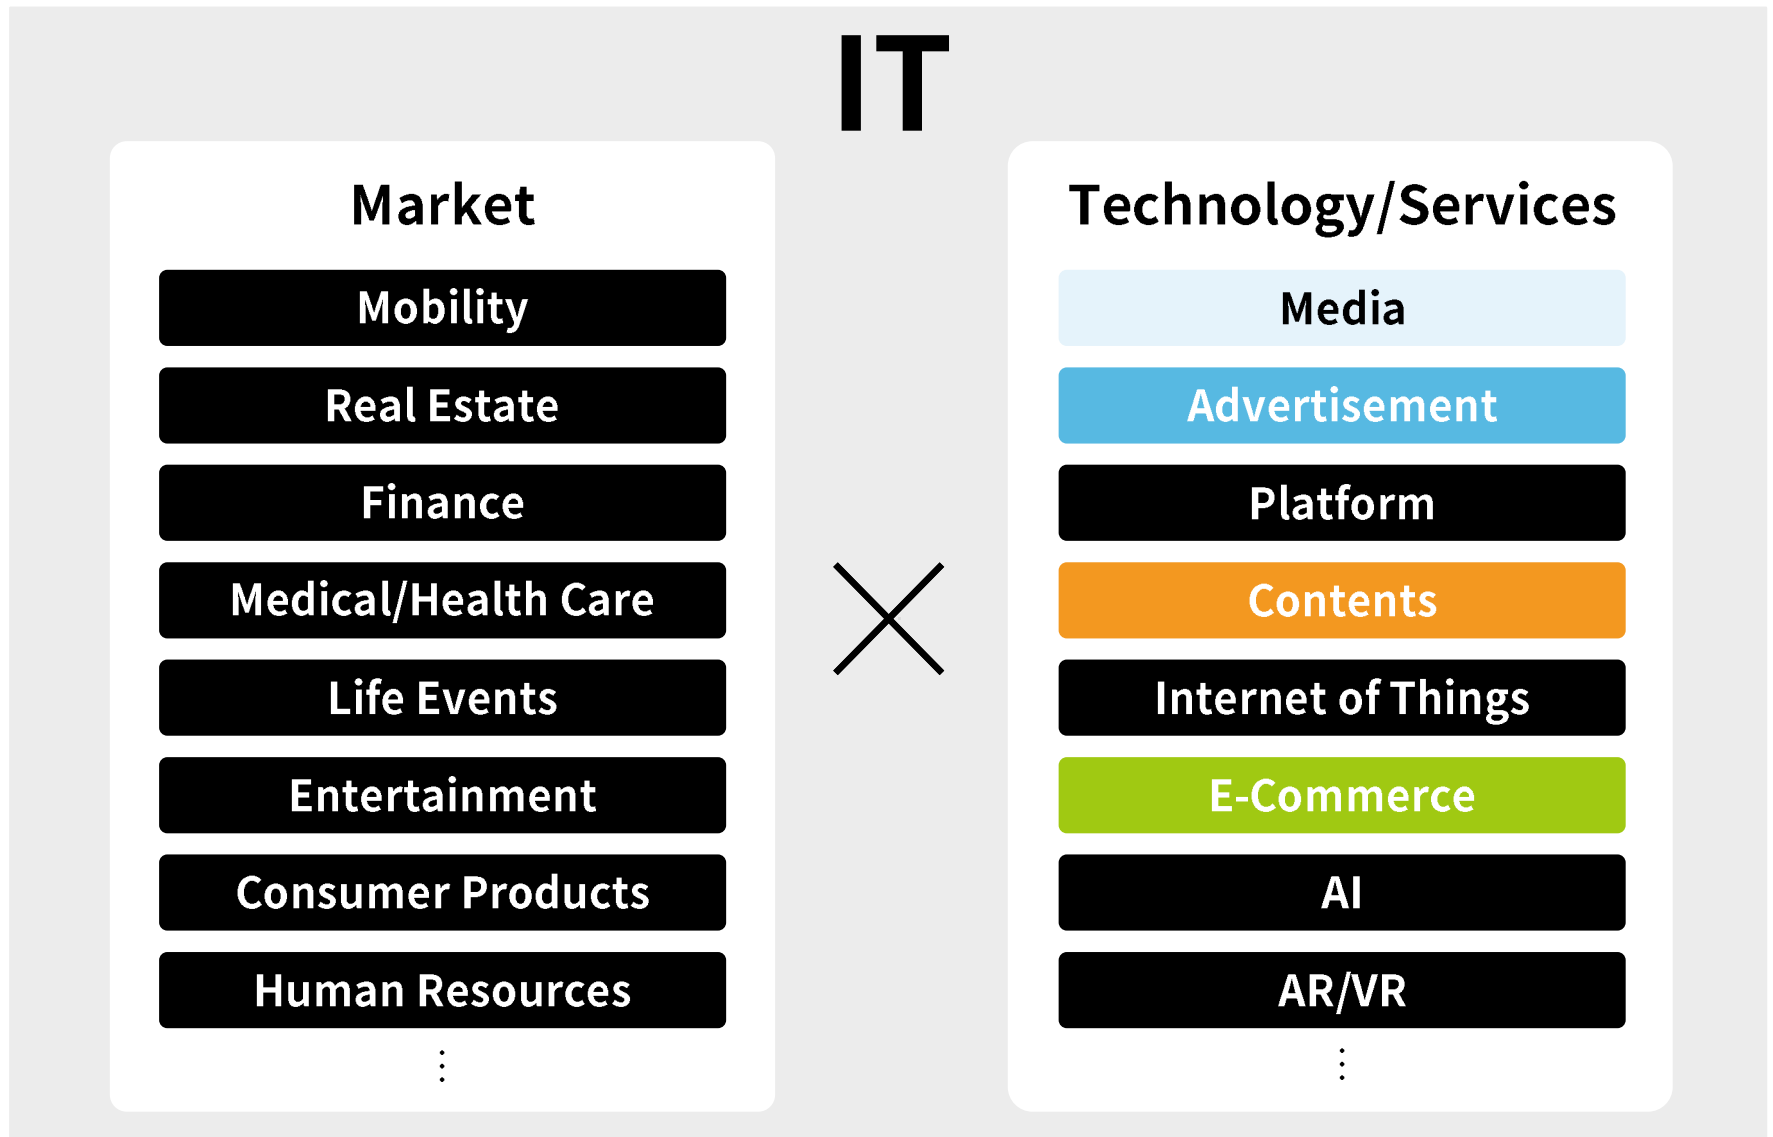 IT
Market
Mobility
Real Estate
Finance
Medical/Health Care
Life Events
Entertainment
Consumer Products
Human Resources
⋮
Technology/Services
Media
Advertisement
Platform
Contents
Internet of Things
E-Commerce
AI
AR/VR
⋮